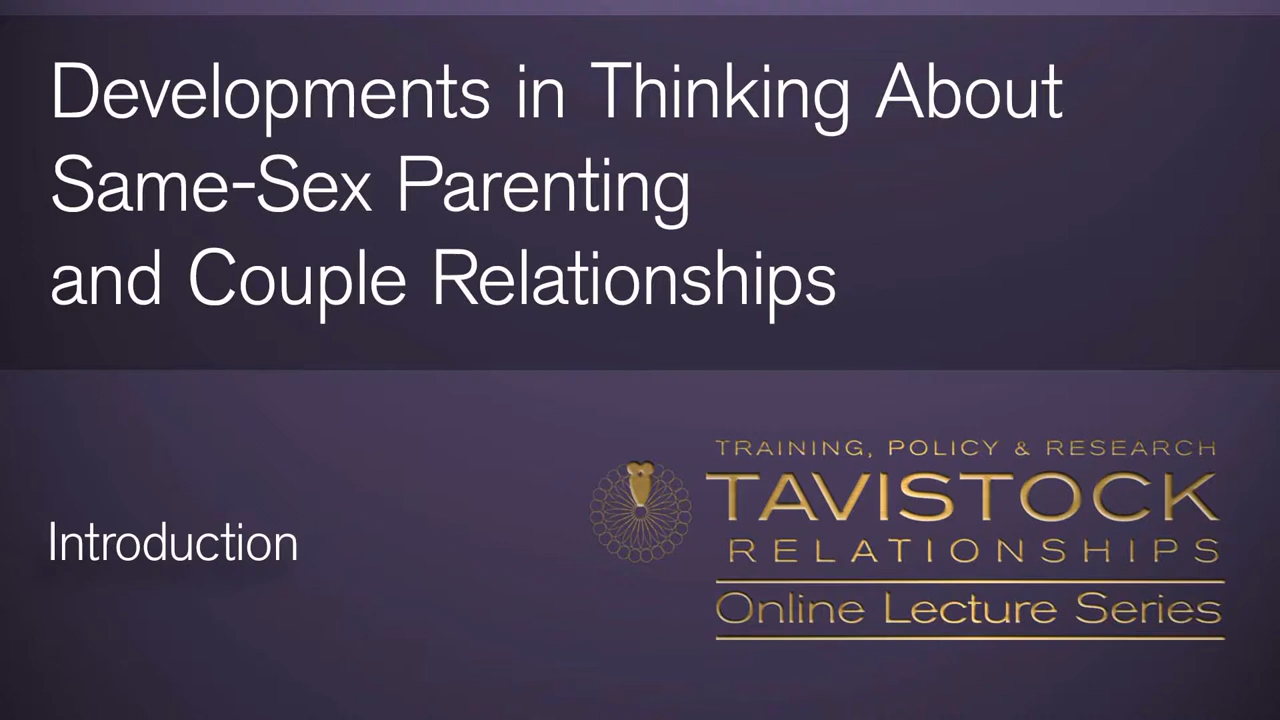 Developments in Thinking About
Same-Sex Parenting
and Couple Relationships
Introduction
TRAINING, POLICY & RESEARCH
TAVISTOCK
RELATIONSHIPS
Online Lecture Series